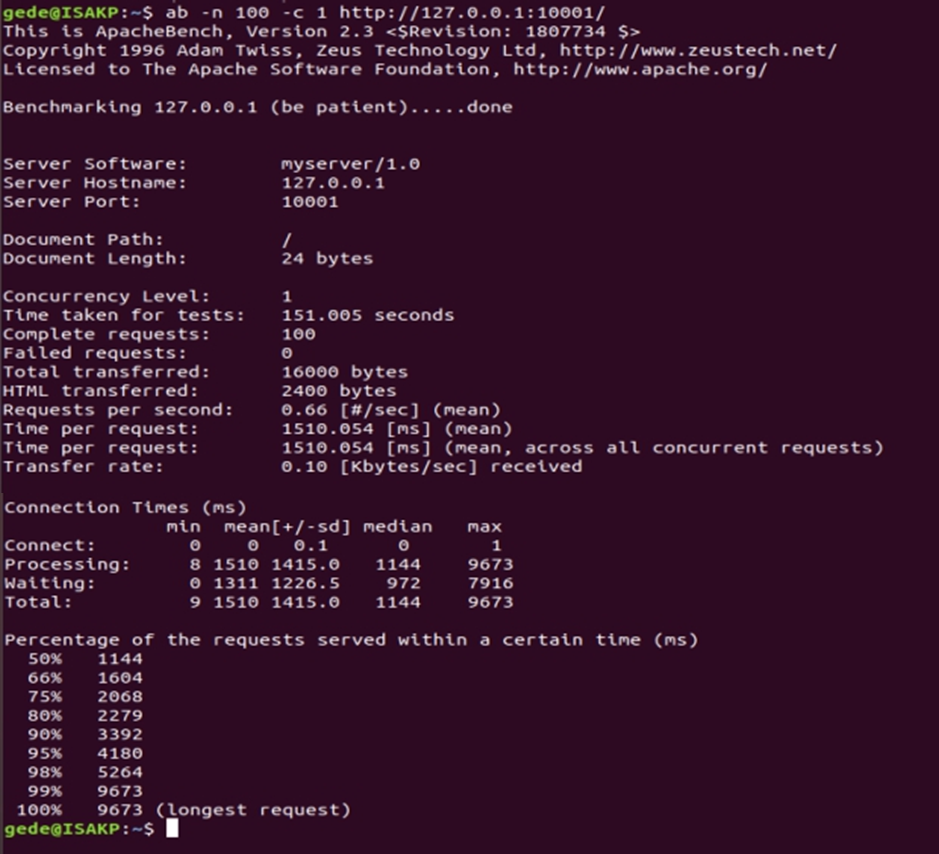 gede@ISAKP:~$ ab -n 100 -c 1 http://127.0.0.1:10001/
This is ApacheBench, Version 2.3 <$Revision: 1807734 $>
Copyright 1996 Adam Twiss, Zeus Technology Ltd, http://www.zeustech.net/
Licensed to The Apache Software Foundation, http://www.apache.org/
Benchmarking 127.0.0.1 (be patient).....done
Server Software:        myserver/1.0
Server Hostname:        127.0.0.1
Server Port:            10001
Document Path:          /
Document Length:        24 bytes
Concurrency Level:      1
Time taken for tests:   151.005 seconds
Complete requests:      100
Failed requests:        0
Total transferred:      16000 bytes
HTML transferred:       2400 bytes
Requests per second:    0.66 [#/sec] (mean)
Time per request:       1510.054 [ms] (mean)
Time per request:       1510.054 [ms] (mean, across all concurrent requests)
Transfer rate:          0.10 [Kbytes/sec] received
Connection Times (ms)
              min  mean[+/-sd] median   max
Connect:        0    0   0.1      0       1
Processing:     8 1510 1415.0   1144    9673
Waiting:        0 1311 1226.5    972    7916
Total:          9 1510 1415.0   1144    9673
Percentage of the requests served within a certain time (ms)
  50%   1144
  66%   1604
  75%   2068
  80%   2279
  90%   3392
  95%   4180
  98%   5264
  99%   9673
 100%   9673 (longest request)
gede@ISAKP:~$